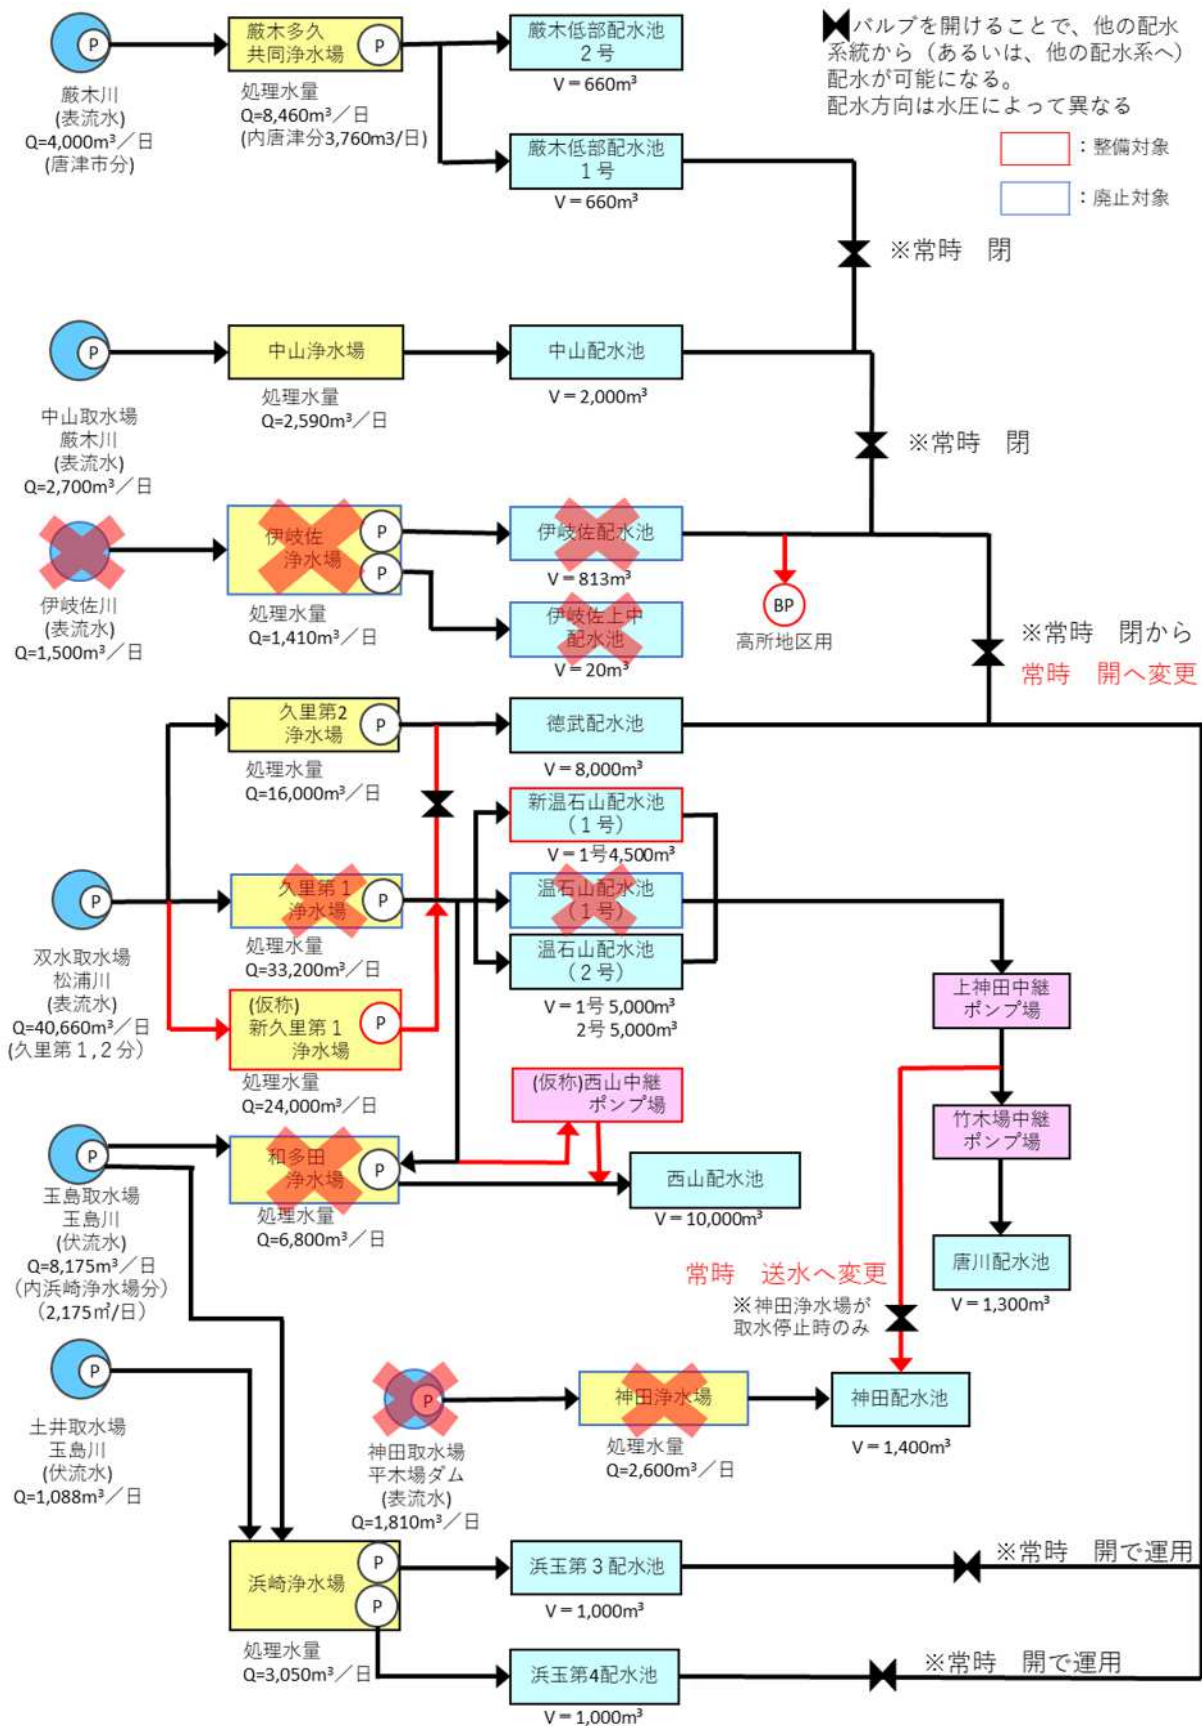 バルブを開けることで、他の配水
系統から（あるいは、他の配水系へ）
配水が可能になる。
配水方向は水圧によって異なる
：整備対象
：廃止対象
P
厳木川
(表流水)
Q=4,000m³／日
(唐津市分)
厳木多久
共同浄水場
P
処理水量
Q=8,460m³／日
(内唐津分3,760m3/日)
厳木低部配水池
２号
V＝660m³
厳木低部配水池
１号
V＝660m³
※常時　閉
P
中山取水場
厳木川
(表流水)
Q=2,700m³／日
中山浄水場
処理水量
Q=2,590m³／日
中山配水池
V＝2,000m³
※常時　閉
伊岐佐川
(表流水)
Q=1,500m³／日
伊岐佐
浄水場
P
P
処理水量
Q=1,410m³／日
伊岐佐配水池
V＝813m³
伊岐佐上中
配水池
V＝20m³
BP
高所地区用
※常時　閉から
常時　開へ変更
久里第2
浄水場
P
処理水量
Q=16,000m³／日
徳武配水池
V＝8,000m³
P
双水取水場
松浦川
(表流水)
Q=40,660m³／日
(久里第１,２分）
久里第１
浄水場
P
処理水量
Q=33,200m³／日
(仮称)
新久里第１
浄水場
P
処理水量
Q=24,000m³／日
新温石山配水池
（１号）
V＝1号4,500m³
温石山配水池
（１号）
温石山配水池
（２号）
V＝1号 5,000m³
2号 5,000m³
上神田中継
ポンプ場
竹木場中継
ポンプ場
唐川配水池
V＝1,300m³
P
玉島取水場
玉島川
(伏流水)
Q=8,175m³／日
（内浜崎浄水場分）
（2,175㎥/日）
和多田
浄水場
P
処理水量
Q=6,800m³／日
(仮称)西山中継
ポンプ場
西山配水池
V＝10,000m³
常時　送水へ変更
※神田浄水場が
取水停止時のみ
P
土井取水場
玉島川
(伏流水)
Q=1,088m³／日
P
神田取水場
平木場ダム
(表流水)
Q=1,810m³／日
神田浄水場
処理水量
Q=2,600m³／日
神田配水池
V＝1,400m³
浜崎浄水場
P
P
処理水量
Q=3,050m³／日
浜玉第３配水池
V＝1,000m³
※常時　開で運用
浜玉第4配水池
V＝1,000m³
※常時　開で運用